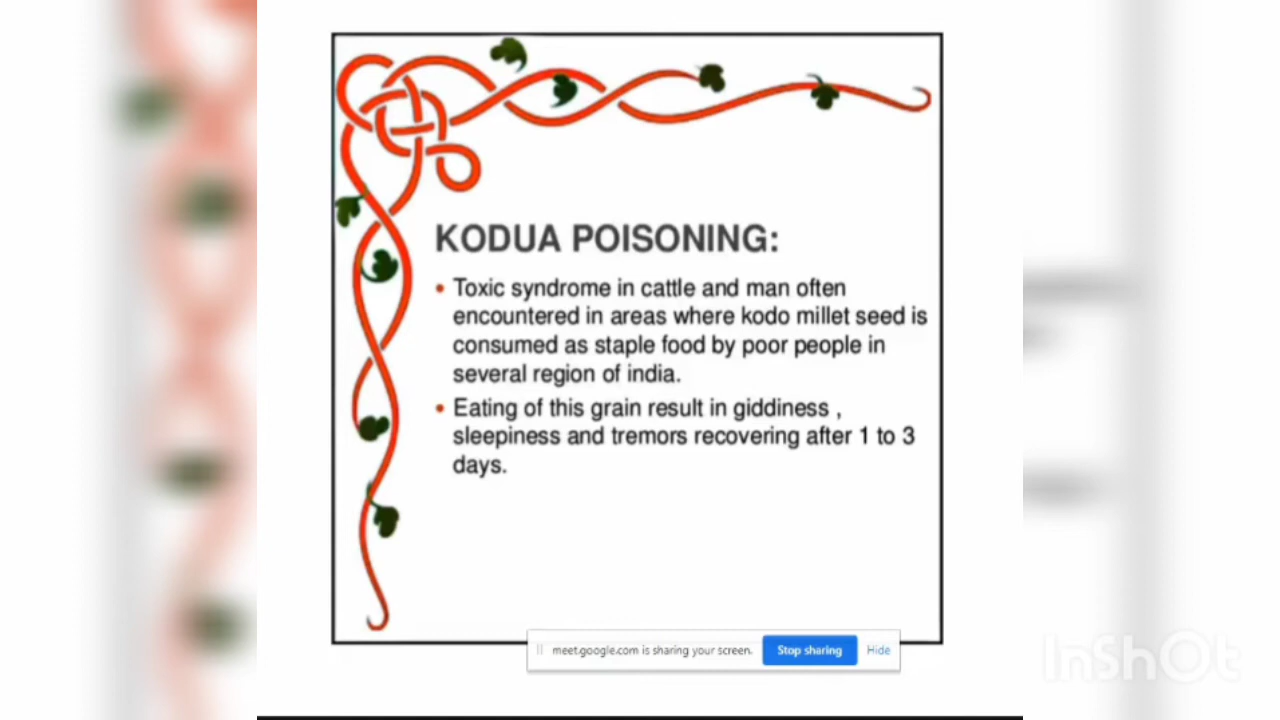 KODUA POISONING:
• Toxic syndrome in cattle and man often
encountered in areas where kodo millet seed is
consumed as staple food by poor people in
several region of india.
• Eating of this grain result in giddiness ,
sleepiness and tremors recovering after 1 to 3
days.
meet.google.com is sharing your screen. Stop sharing Hide
InShOt